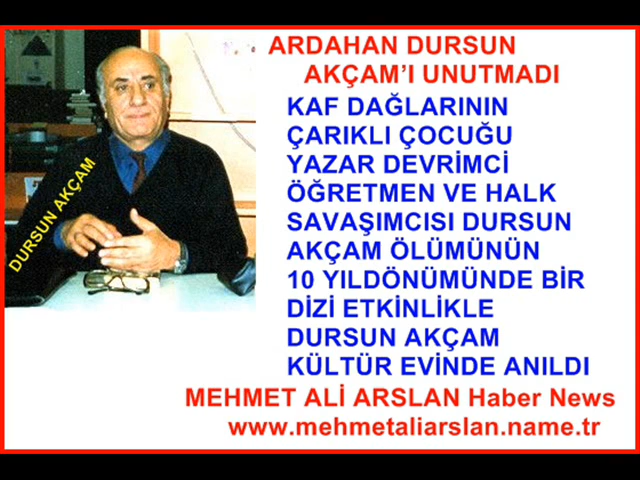 ARDAHAN DURSUN
AKÇAM'I UNUTMADI
KAF DAĞLARININ
ÇARIKLI ÇOCUĞU
YAZAR DEVRİMCİ
ÖĞRETMEN VE HALK
SAVAŞIMCISI DURSUN
AKÇAM ÖLÜMÜNÜN
10 YILDÖNÜMÜNDE BİR
DİZİ ETKİNLİKLE
DURSUN AKÇAM
KÜLTÜR EVİNDE ANILDI
DURSUN AKÇAM
MEHMET ALİ ARSLAN Haber News
www.mehmetaliarslan.name.tr